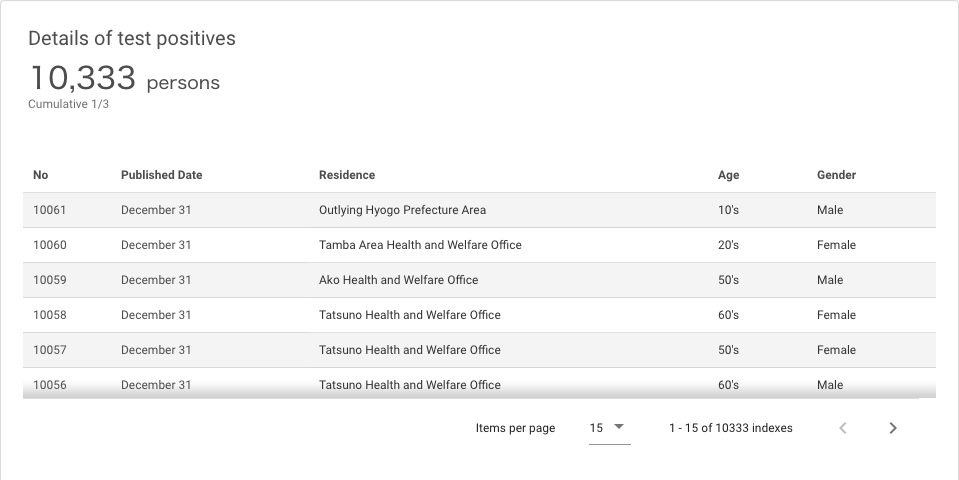 Details of test positives
10,333 persons
Cumulative 1/3
No Published Date Residence Age Gender
10061 December 31 Outlying Hyogo Prefecture Area 10's Male
10060 December 31 Tamba Area Health and Welfare Office 20's Female
10059 December 31 Ako Health and Welfare Office 50's Male
10058 December 31 Tatsuno Health and Welfare Office 60's Female
10057 December 31 Tatsuno Health and Welfare Office 50's Female
10056 December 31 Tatsuno Health and Welfare Office 60's Male
Items per page 15 1 - 15 of 10333 indexes